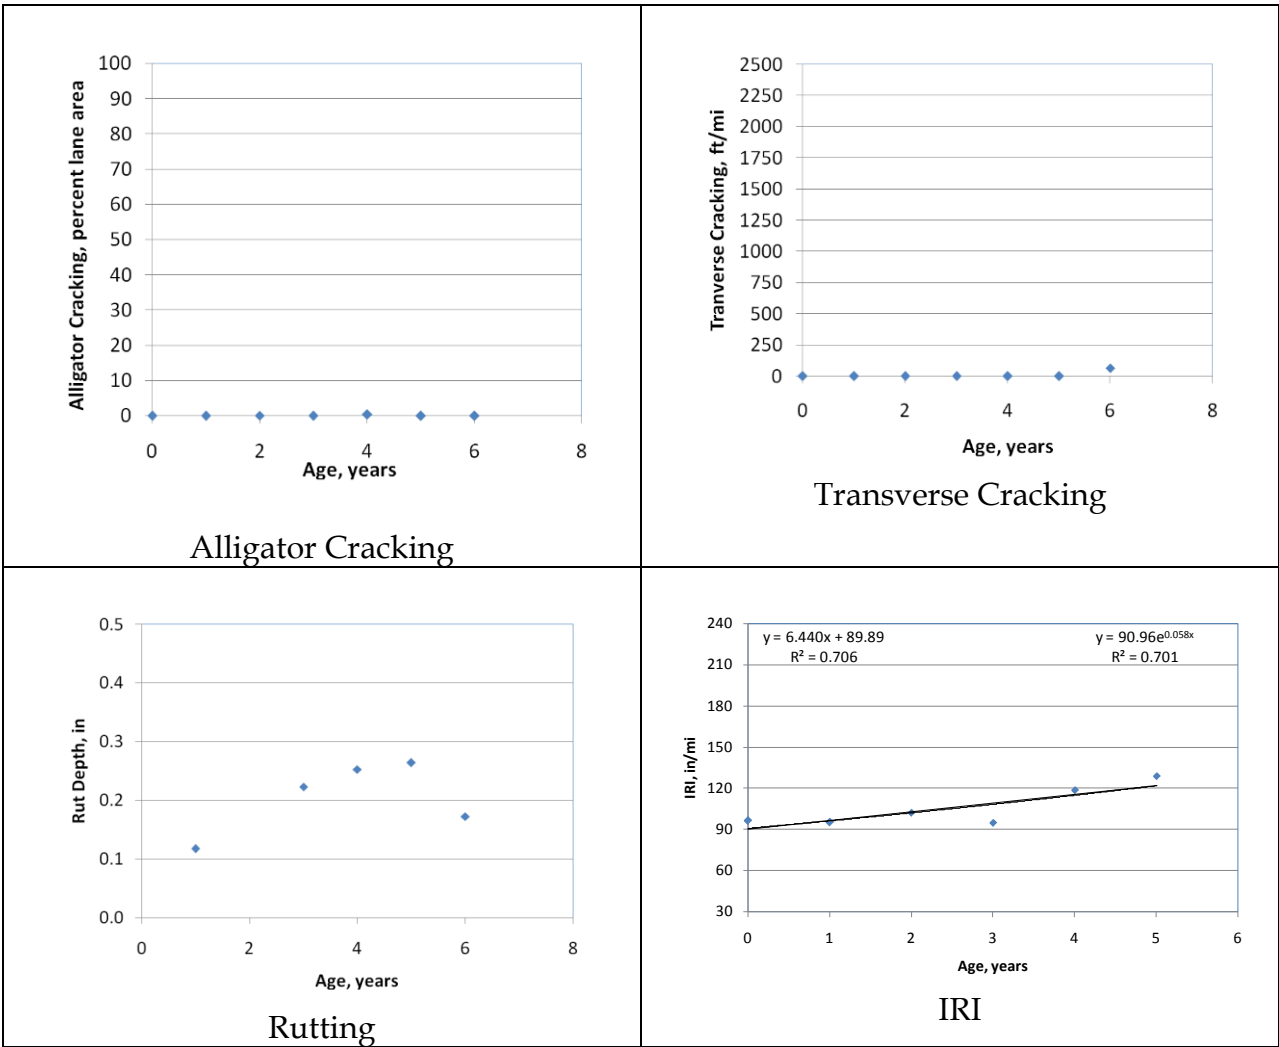 100
90
80
70
60
50
40
30
20
10
0
Alligator Cracking, percent lane area
0 2 4 6 8
Age, years
Alligator Cracking
2500
2250
2000
1750
1500
1250
1000
750
500
250
0
Tranverse Cracking, ft/mi
0 2 4 6 8
Age, years
Transverse Cracking
0.5
0.4
0.3
0.2
0.1
0.0
Rut Depth, in
0 2 4 6 8
Age, years
Rutting
y = 6.440x + 89.89
R² = 0.706
y = 90.96e^0.058x
R² = 0.701
240
210
180
150
120
90
60
30
IRI, in/mi
0 1 2 3 4 5 6
Age, years
IRI